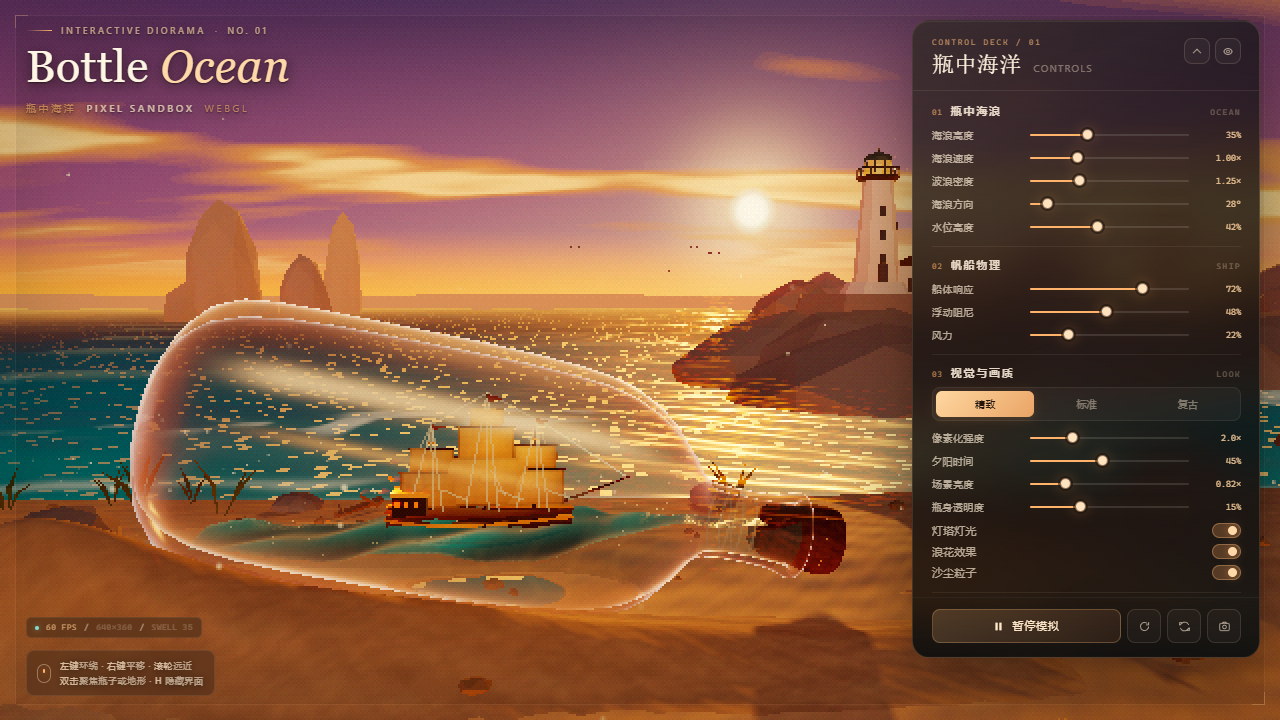 INTERACTIVE DIORAMA · NO. 01
Bottle Ocean
瓶中海洋 PIXEL SANDBOX WEBGL
CONTROL DECK / 01
瓶中海洋 CONTROLS
01 瓶中海浪 OCEAN
海浪高度 35%
海浪速度 1.00×
波浪密度 1.25×
海浪方向 28°
水位高度 42%
02 帆船物理 SHIP
船体响应 72%
浮动阻尼 48%
风力 22%
03 视觉与画质 LOOK
精致 标准 复古
像素化强度 2.0×
夕阳时间 45%
场景亮度 0.82×
瓶身透明度 15%
灯塔灯光
浪花效果
沙尘粒子
暂停模拟
60 FPS / 640×360 / SWELL 35
左键环绕 · 右键平移 · 滚轮远近
双击聚焦瓶子或地形 · H 隐藏界面